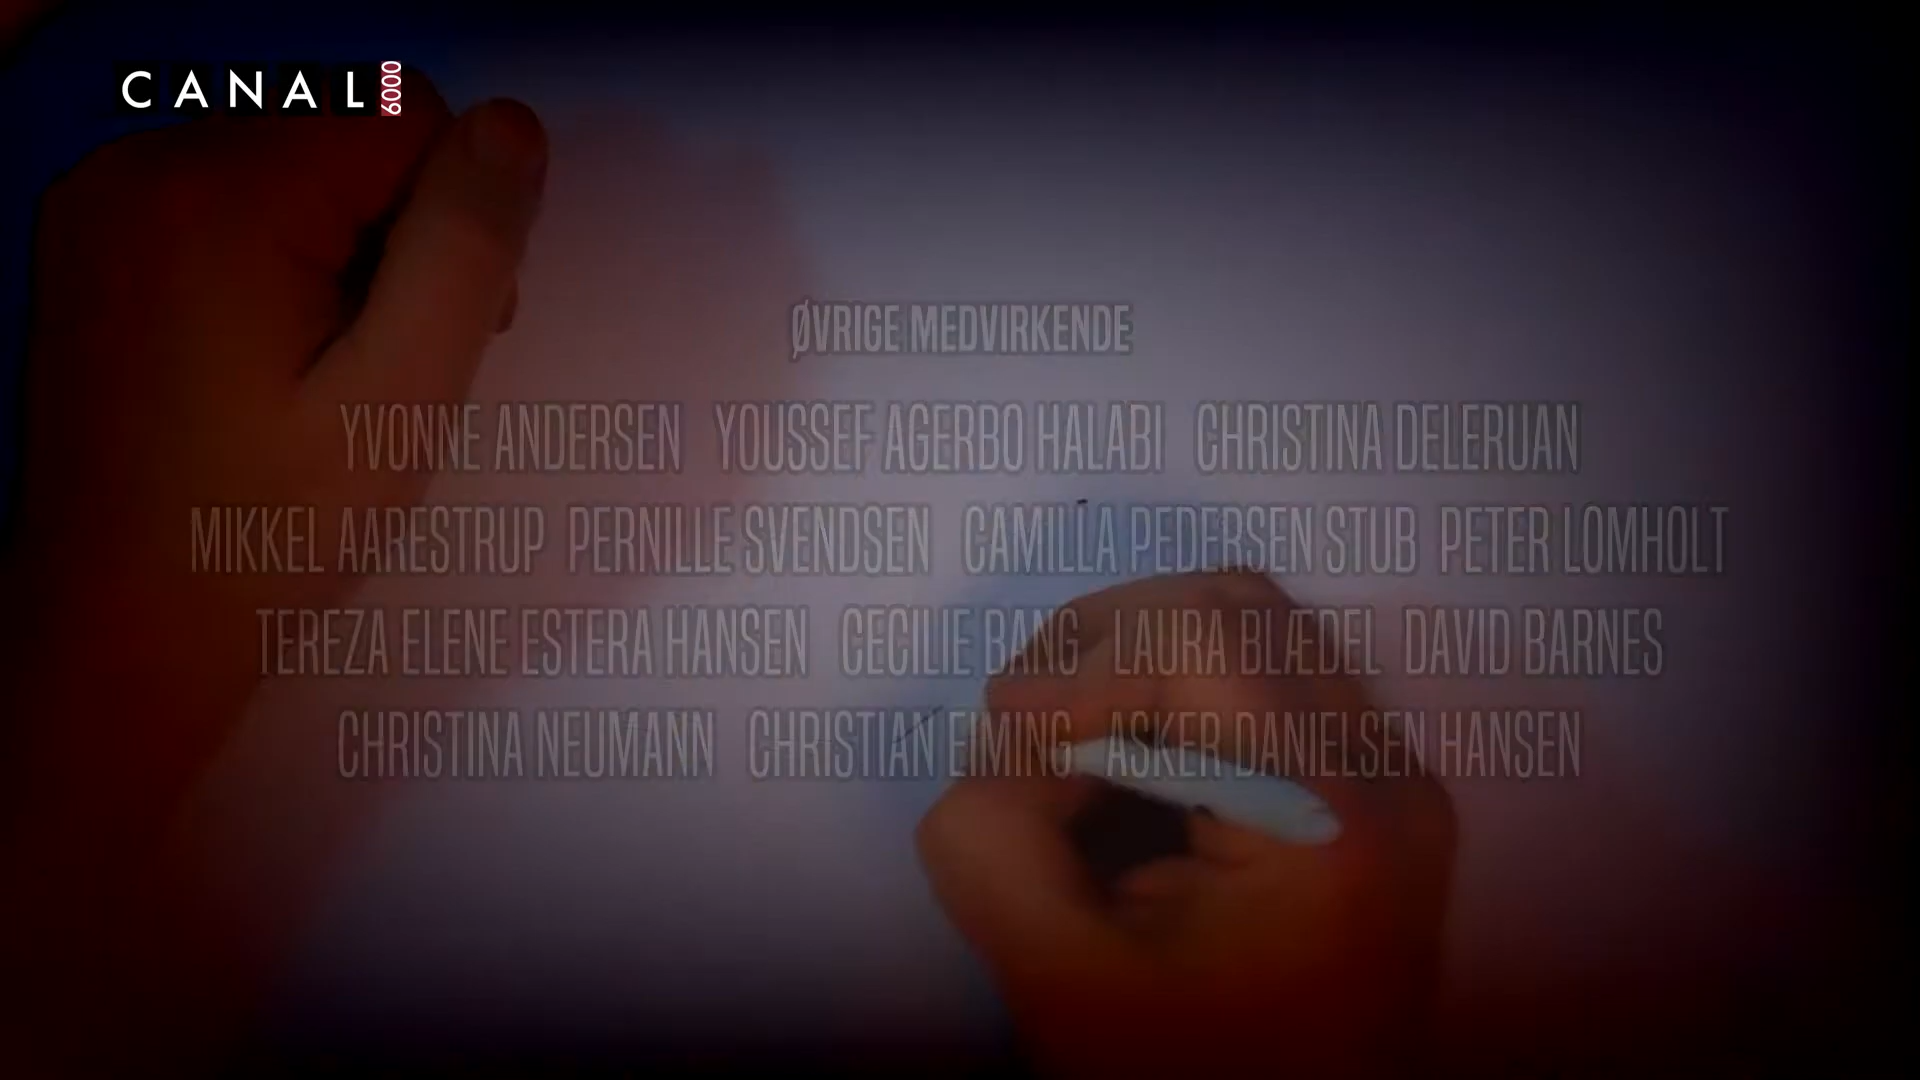 CANAL 6000
ØVRIGE MEDVIRKENDE
YVONNE ANDERSEN YOUSSEF AGERBO HALABI CHRISTINA DELERUAN
MIKKEL AARESTRUP PERNILLE SVENDSEN CAMILLA PEDERSEN STUB PETER LOMHOLT
TEREZA ELENE ESTERA HANSEN CECILIE BANG LAURA BLÆDEL DAVID BARNES
CHRISTINA NEUMANN CHRISTIAN EIMING ASKER DANIELSEN HANSEN